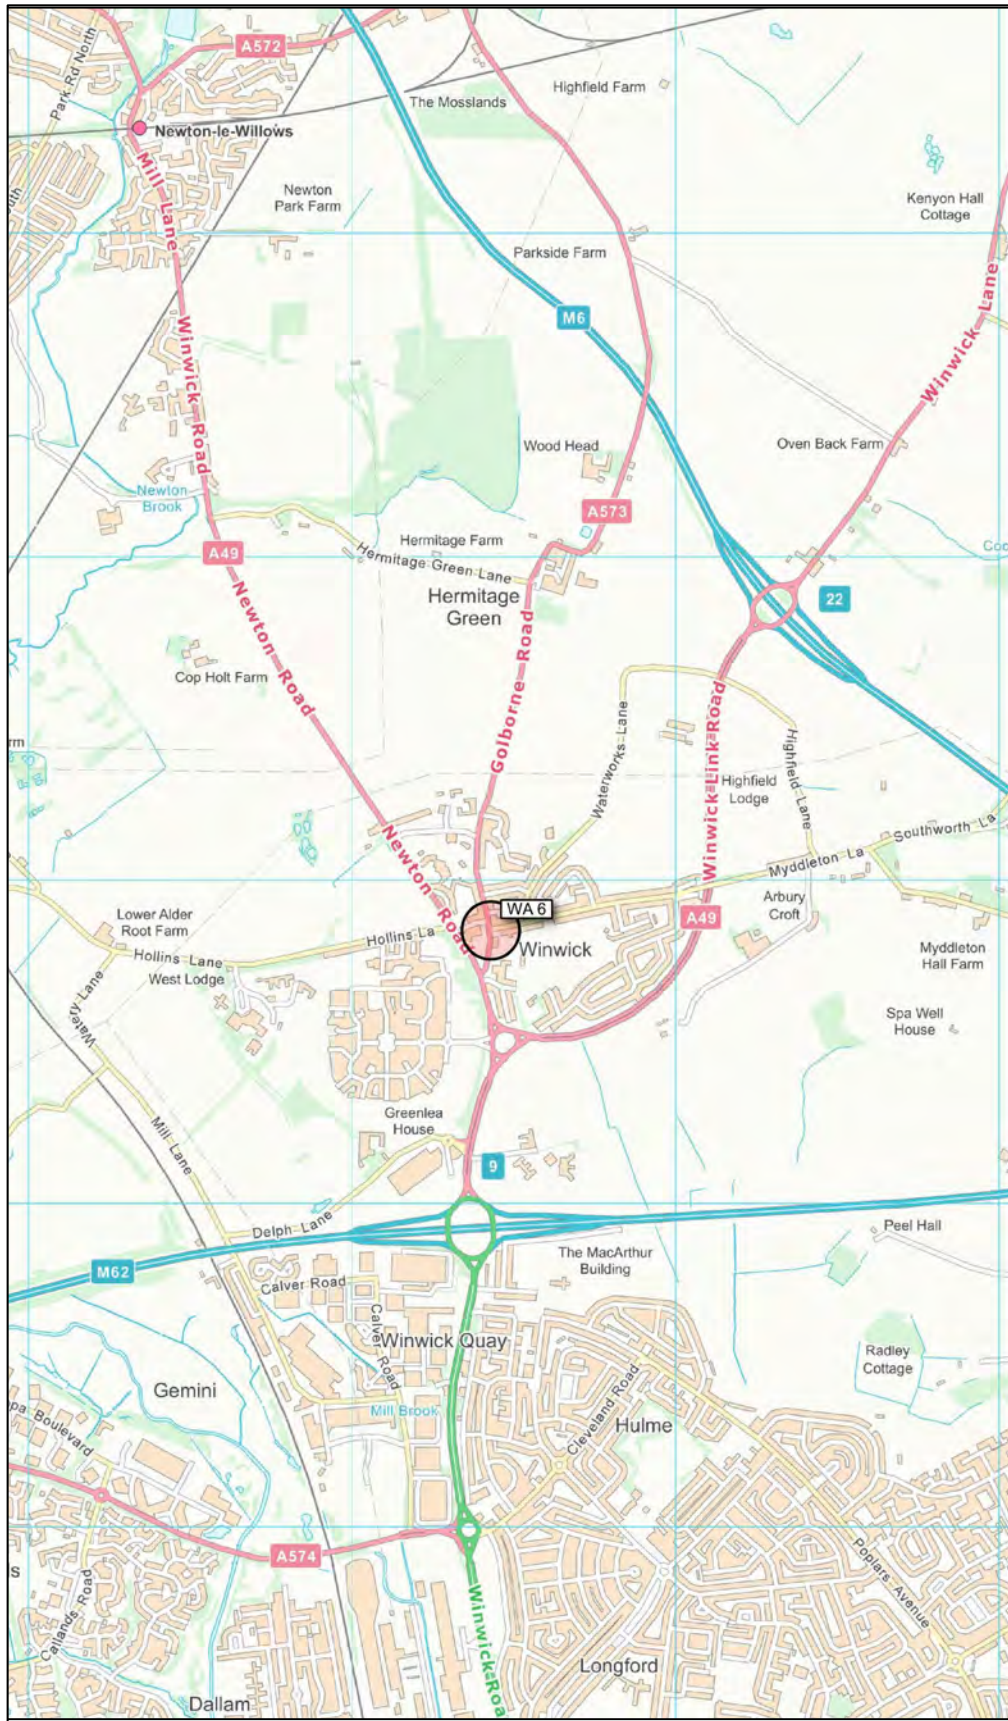 A572
Park Rd North
The Mosslands
Highfield Farm
Newton-le-Willows
Mill Lane
Newton
Park Farm
Kenyon Hall
Cottage
Parkside Farm
M6
Winwick Lane
Winwick Road
Wood Head
Oven Back Farm
Newton
Brook
A573
A49
Hermitage Farm
Hermitage Green Lane
Hermitage
Green
22
Newton Road
Cop Holt Farm
Golborne Road
Waterworks Lane
Winwick Link Road
Highfield Lane
Highfield
Lodge
Newton Road
Southworth La
Myddleton La
Arbury
Croft
WA 6
A49
Lower Alder
Root Farm
Hollins La
Winwick
Hollins Lane
West Lodge
Myddleton
Hall Farm
Watery Lane
Spa Well
House
Greenlea
House
Mill Lane
9
Delph Lane
Peel Hall
M62
The MacArthur
Building
Calver Road
Calver Road
Winwick Quay
Radley
Cottage
Gemini
Mill Brook
Cleveland Road
Hulme
Boulevard
A574
Callands Road
Poplars Avenue
Winwick Roa
Longford
Dallam